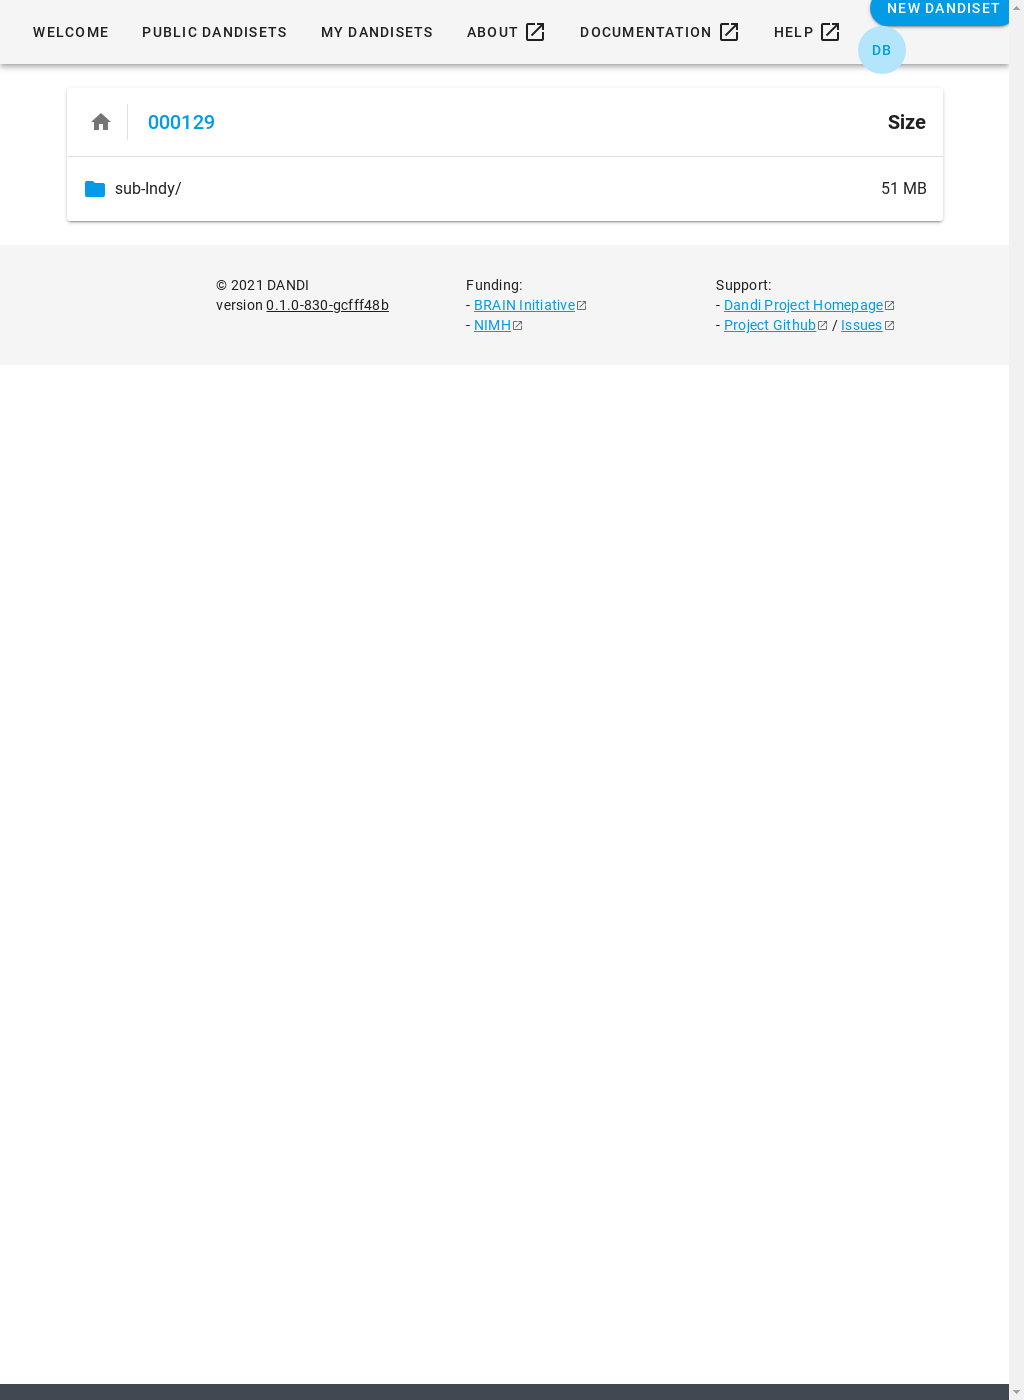 WELCOME PUBLIC DANDISETS MY DANDISETS ABOUT DOCUMENTATION HELP NEW DANDISET
DB
000129 Size
sub-Indy/ 51 MB
© 2021 DANDI
version 0.1.0-830-gcfff48b
Funding:
- BRAIN Initiative
- NIMH
Support:
- Dandi Project Homepage
- Project Github / Issues